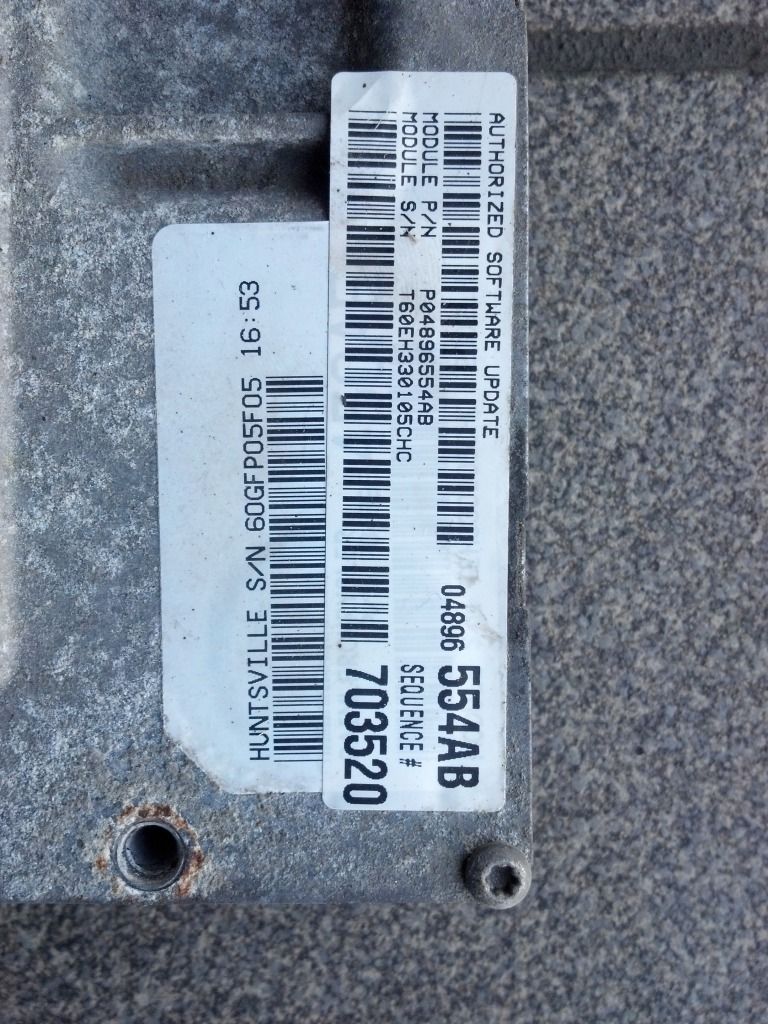 AUTHORIZED SOFTWARE UPDATE
MODULE P/N P04896554AB
MODULE S/N T60EH330105CHC
04896 554AB
SEQUENCE #
703520
HUNTSVILLE S/N 60GFP05F05 16:53